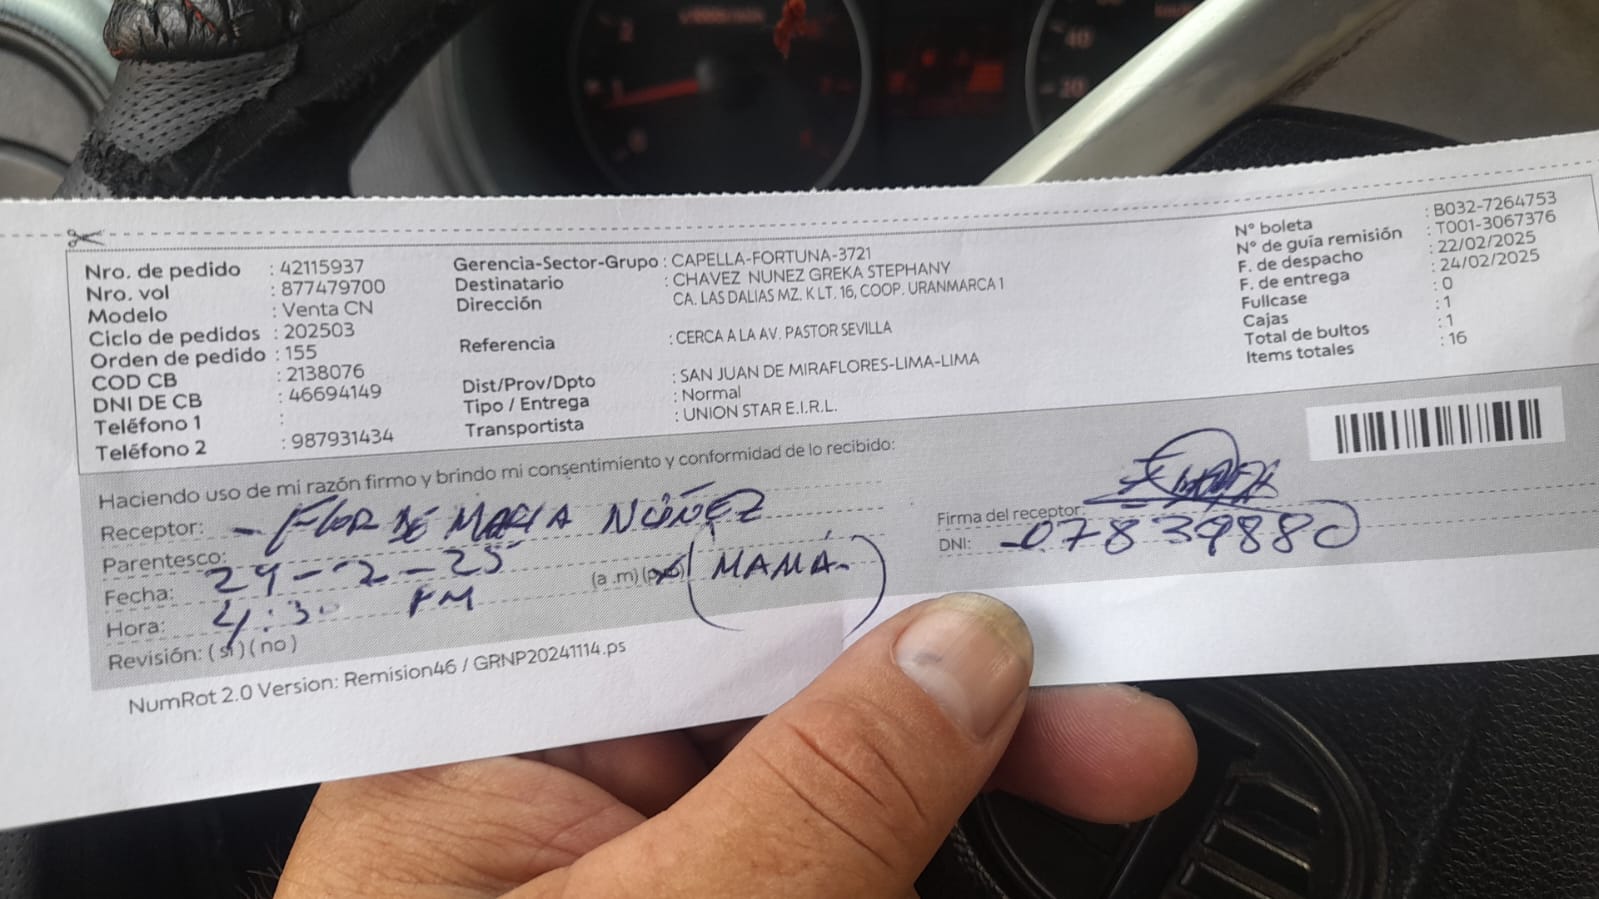 Nro. de pedido : 42115937
Nro. vol : 877479700
Modelo : Venta CN
Ciclo de pedidos : 202503
Orden de pedido : 155
COD CB : 2138076
DNI DE CB : 46694149
Teléfono 1 :
Teléfono 2 : 987931434
Gerencia-Sector-Grupo : CAPELLA-FORTUNA-3721
Destinatario : CHAVEZ NUNEZ GREKA STEPHANY
Dirección CA. LAS DALIAS MZ. K LT. 16, COOP. URANMARCA 1
Referencia : CERCA A LA AV. PASTOR SEVILLA
Dist/Prov/Dpto : SAN JUAN DE MIRAFLORES-LIMA-LIMA
Tipo / Entrega : Normal
Transportista : UNION STAR E.I.R.L.
N° boleta : B032-7264753
N° de guía remisión : T001-3067376
F. de despacho : 22/02/2025
F. de entrega : 24/02/2025
Fullcase : 0
Cajas : 1
Total de bultos : 1
Items totales : 16
Haciendo uso de mi razón firmo y brindo mi consentimiento y conformidad de lo recibido:
Receptor: - FLOR DE MARIA NÚÑEZ
Parentesco: (MAMÁ.)
Fecha: 24-2-25
Hora: 4:30 PM (a .m)
Revisión: ( si ) ( no )
Firma del receptor:
DNI: -07839880
NumRot 2.0 Version: Remision46 / GRNP20241114.ps
2
1
0
40
20